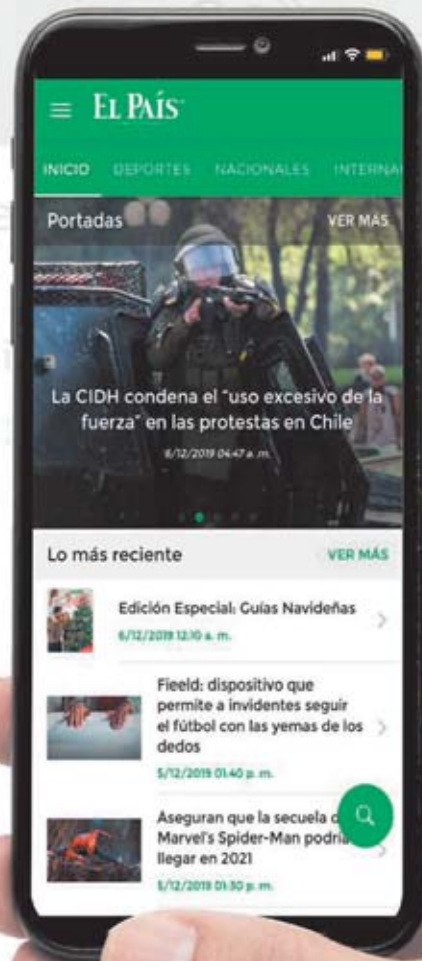 EL PAÍS
INICIO DEPORTES NACIONALES INTERNA
Portadas VER MÁS
La CIDH condena el "uso excesivo de la
fuerza" en las protestas en Chile
6/12/2019 04:47 a. m.
Lo más reciente VER MÁS
Edición Especial: Guías Navideñas
6/12/2019 12:10 a. m.
Fieeld: dispositivo que
permite a invidentes seguir
el fútbol con las yemas de los
dedos
5/12/2019 01:40 p. m.
Aseguran que la secuela
Marvel's Spider-Man podría
llegar en 2021
5/12/2019 01:30 p. m.